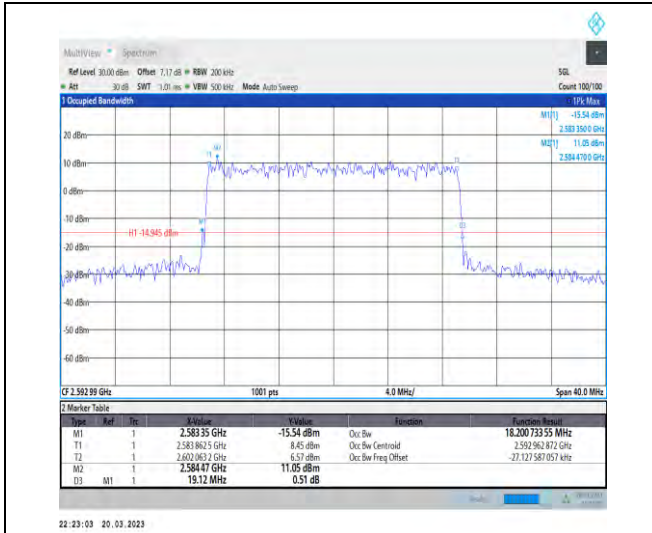 MultiView Spectrum
Ref Level 30.00 dBm Offset 7.17 dB RBW 200 kHz SGL
Att 30 dB SWT 1.01 ms VBW 500 kHz Mode Auto Sweep Count 100/100
1 Occupied Bandwidth 1Pk Max
M1[1] -15.54 dBm
2.583 350 0 GHz
M2[1] 11.05 dBm
2.584 470 0 GHz
20 dBm
10 dBm
0 dBm
-10 dBm
-20 dBm
-30 dBm
-40 dBm
-50 dBm
-60 dBm
T1 M2 T2
M1 D3
H1 -14.945 dBm
CF 2.592 99 GHz 1001 pts 4.0 MHz/ Span 40.0 MHz
2 Marker Table
Type Ref Trc X-Value Y-Value Function Function Result
M1 1 2.583 35 GHz -15.54 dBm Occ Bw 18.200 733 55 MHz
T1 1 2.583 862 5 GHz 8.45 dBm Occ Bw Centroid 2.592 962 872 GHz
T2 1 2.602 063 2 GHz 6.57 dBm Occ Bw Freq Offset -27.127 587 057 kHz
M2 1 2.584 47 GHz 11.05 dBm
D3 M1 1 19.12 MHz 0.51 dB
22:23:03 20.03.2023